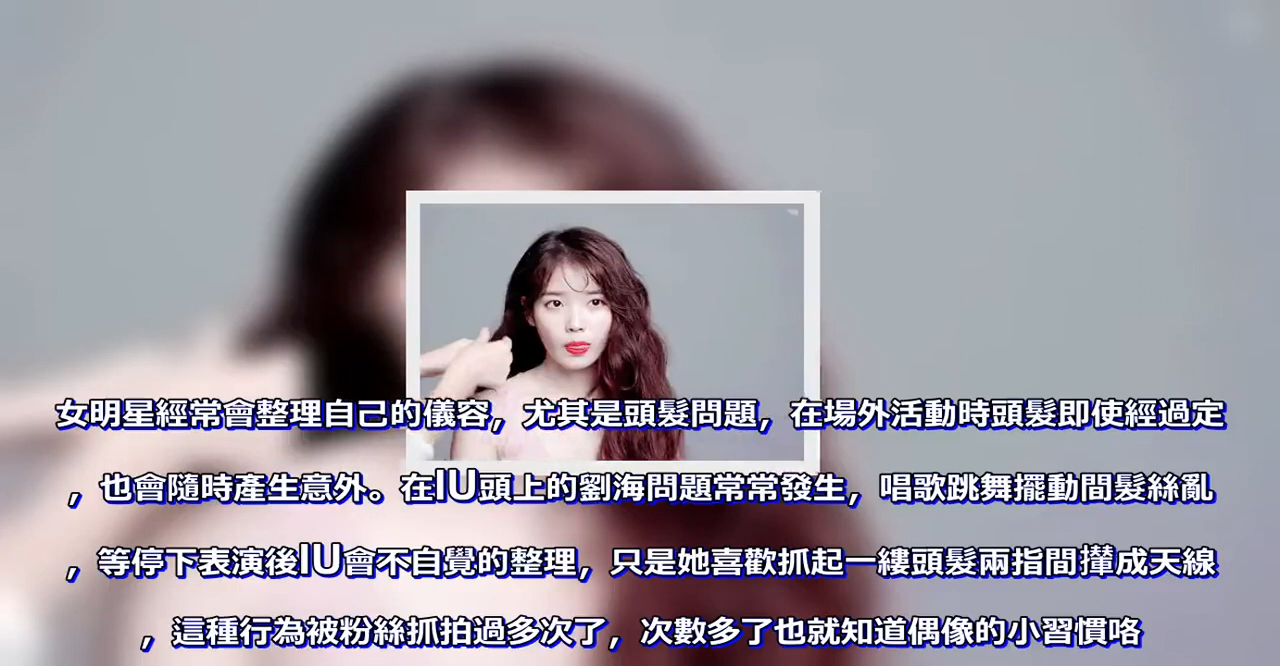 女明星經常會整理自己的儀容，尤其是頭髮問題，在場外活動時頭髮即使經過定
，也會隨時產生意外。在IU頭上的劉海問題常常發生，唱歌跳舞擺動間髮絲亂
，等停下表演後IU會不自覺的整理，只是她喜歡抓起一縷頭髮兩指間攆成天線
，這種行為被粉絲抓拍過多次了，次數多了也就知道偶像的小習慣咯